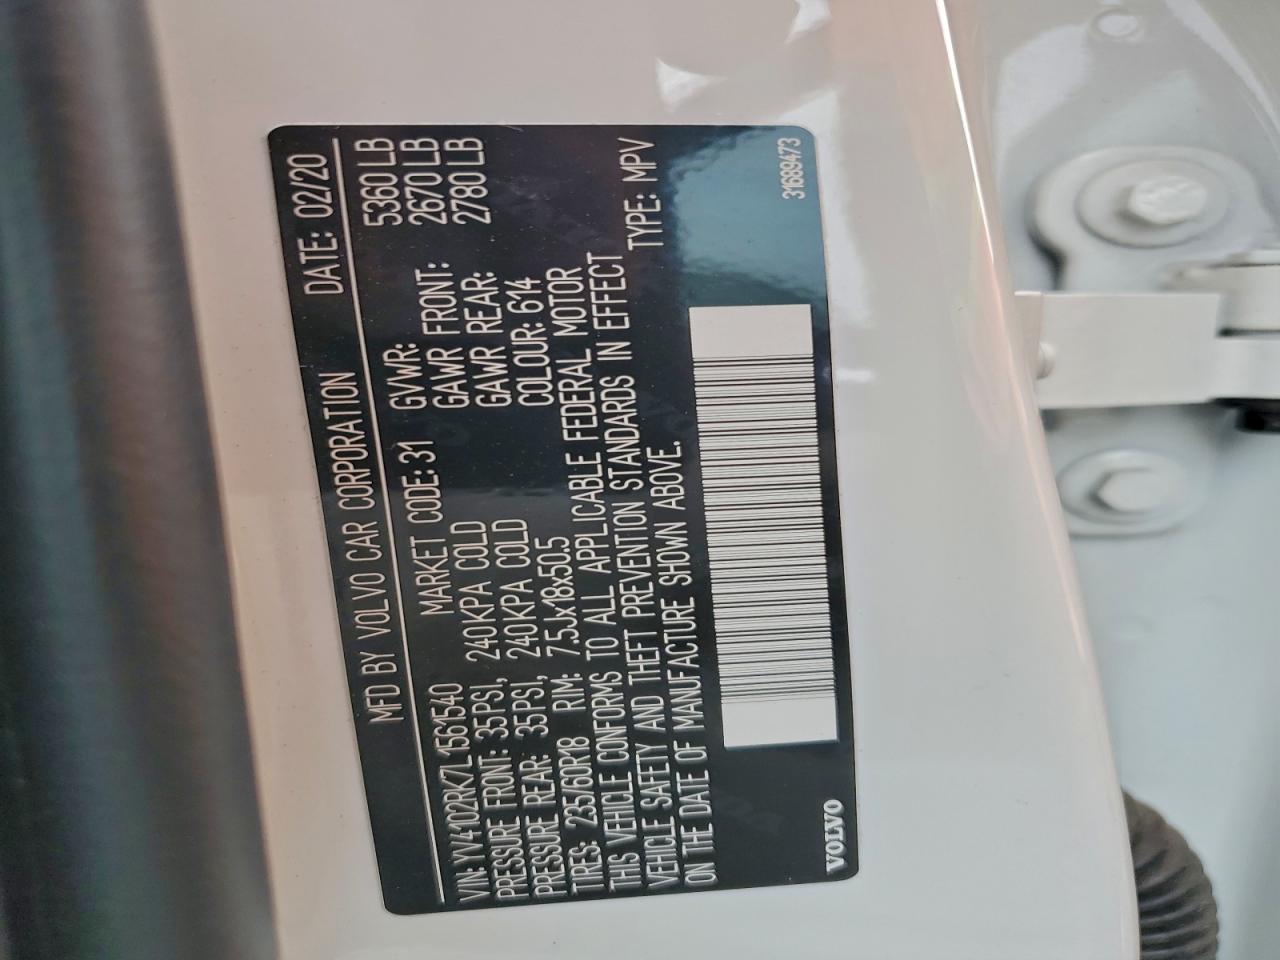 MFD BY VOLVO CAR CORPORATION DATE: 02/20
VIN: YV4102RK7L1561540 MARKET CODE: 31 GVWR: 5360 LB
PRESSURE FRONT: 35PSI, 240KPA COLD GAWR FRONT: 2670 LB
PRESSURE REAR: 35PSI, 240KPA COLD GAWR REAR: 2780 LB
TIRES: 235/60R18 RIM: 7.5Jx18x50.5 COLOUR: 614
THIS VEHICLE CONFORMS TO ALL APPLICABLE FEDERAL MOTOR
VEHICLE SAFETY AND THEFT PREVENTION STANDARDS IN EFFECT
ON THE DATE OF MANUFACTURE SHOWN ABOVE. TYPE: MPV
VOLVO 31689473